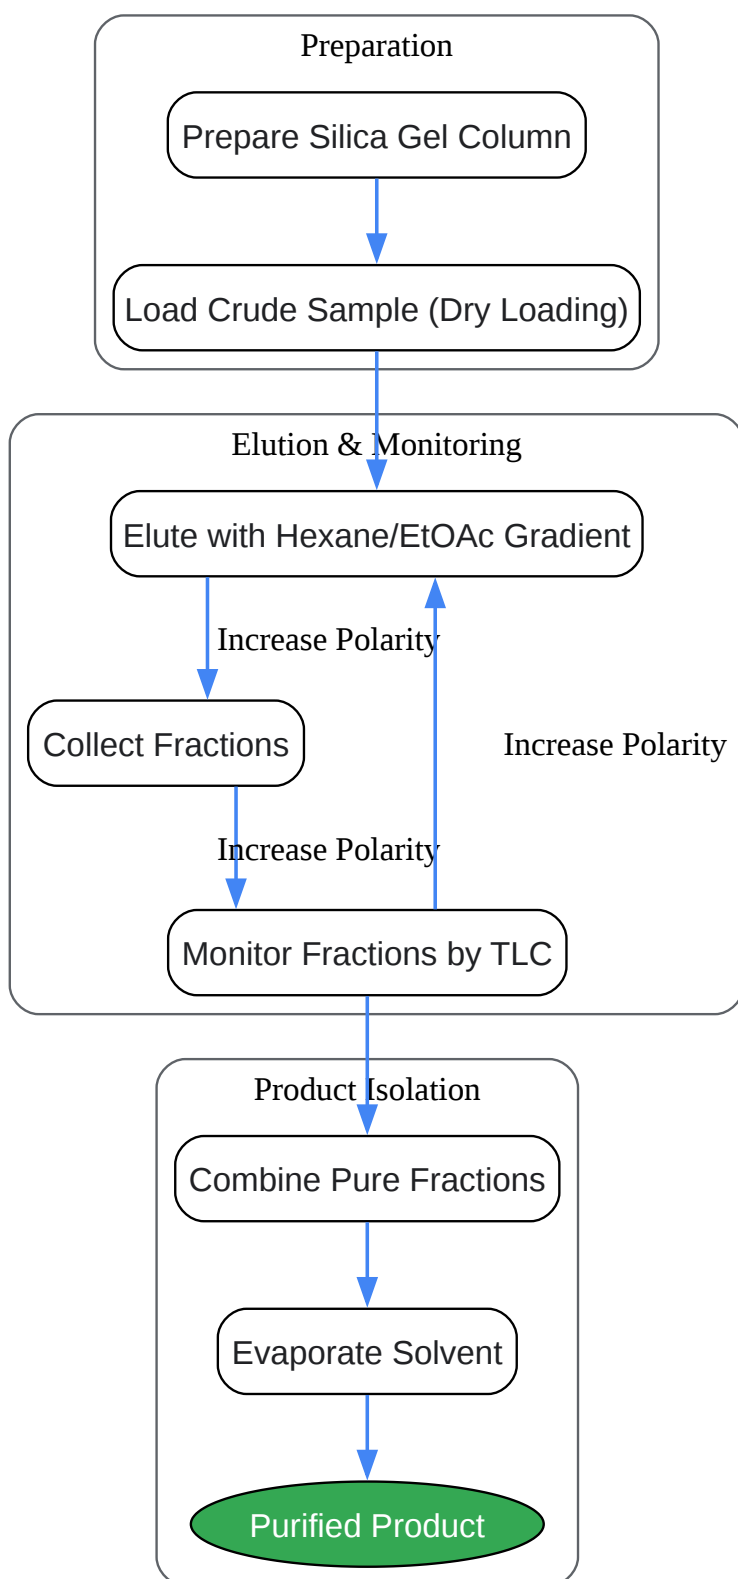 Preparation
Prepare Silica Gel Column
Load Crude Sample (Dry Loading)
Elution & Monitoring
Elute with Hexane/EtOAc Gradient
Increase Polarity
Collect Fractions
Increase Polarity
Increase Polarity
Monitor Fractions by TLC
Product Isolation
Combine Pure Fractions
Evaporate Solvent
Purified Product